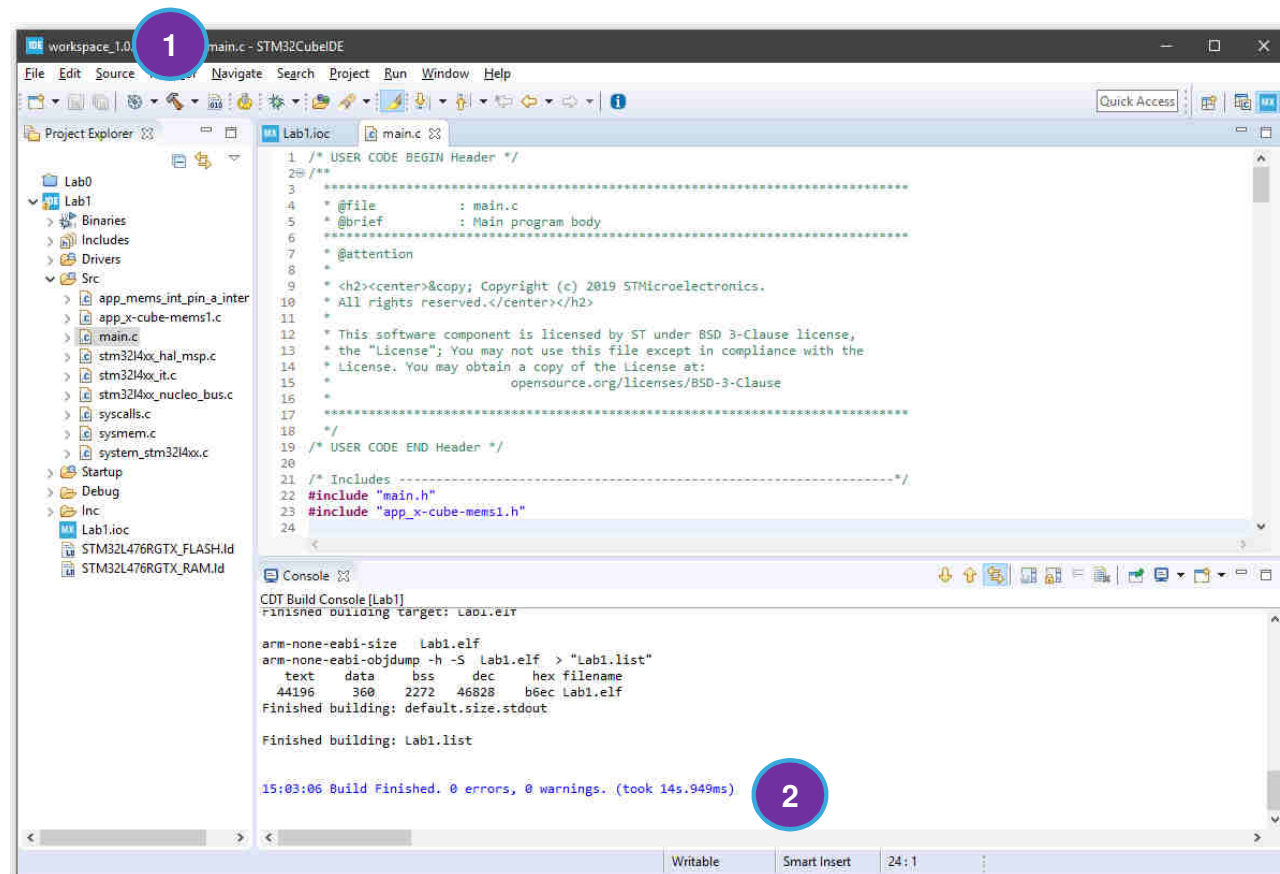 IDE workspace_1.0. 1 main.c - STM32CubeIDE
File Edit Source Navigate Search Project Run Window Help
010
Quick Access
MX
Project Explorer
MX Lab1.ioc
main.c
Lab0
Lab1
Binaries
Includes
Drivers
Src
app_mems_int_pin_a_inter
app_x-cube-mems1.c
main.c
stm32l4xx_hal_msp.c
stm32l4xx_it.c
stm32l4xx_nucleo_bus.c
syscalls.c
sysmem.c
system_stm32l4xx.c
Startup
Debug
Inc
MX Lab1.ioc
STM32L476RGTX_FLASH.ld
STM32L476RGTX_RAM.ld
1 /* USER CODE BEGIN Header */
2 /**
3 ******************************************************************************
4 * @file : main.c
5 * @brief : Main program body
6 ******************************************************************************
7 * @attention
8 *
9 * <h2><center>&copy; Copyright (c) 2019 STMicroelectronics.
10 * All rights reserved.</center></h2>
11 *
12 * This software component is licensed by ST under BSD 3-Clause license,
13 * the "License"; You may not use this file except in compliance with the
14 * License. You may obtain a copy of the License at:
15 * opensource.org/licenses/BSD-3-Clause
16 *
17 ******************************************************************************
18 */
19 /* USER CODE END Header */
20
21 /* Includes ------------------------------------------------------------------*/
22 #include "main.h"
23 #include "app_x-cube-mems1.h"
24
Console
CDT Build Console [Lab1]
Finished building target: Lab1.elf
arm-none-eabi-size Lab1.elf
arm-none-eabi-objdump -h -S Lab1.elf > "Lab1.list"
text data bss dec hex filename
44196 360 2272 46828 b6ec Lab1.elf
Finished building: default.size.stdout
Finished building: Lab1.list
15:03:06 Build Finished. 0 errors, 0 warnings. (took 14s.949ms)
2
Writable Smart Insert 24 : 1